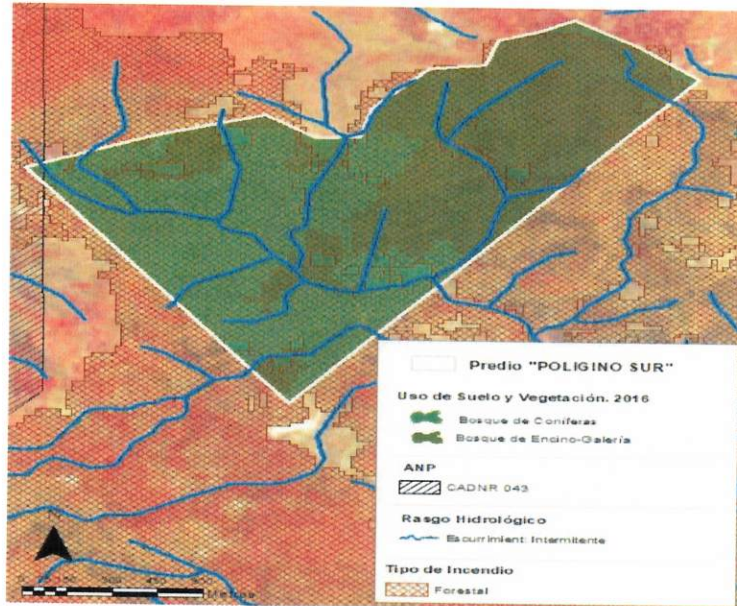 Predio "POLIGINO SUR"
Uso de Suelo y Vegetación. 2016
Bosque de Coníferas
Bosque de Encino-Galería
ANP
CADNR 043
Rasgo Hidrológico
Escurrimient: Intermitente
Tipo de Incendio
Forestal
Metros